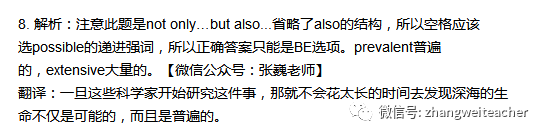 8. 解析：注意此题是not only…but also...省略了also的结构，所以空格应该
选possible的递进强词，所以正确答案只能是BE选项。prevalent普遍
的，extensive大量的。【微信公众号：张巍老师】
翻译：一旦这些科学家开始研究这件事，那就不会花太长的时间去发现深海的生
命不仅是可能的，而且是普遍的。
微信号: zhangweiteacher